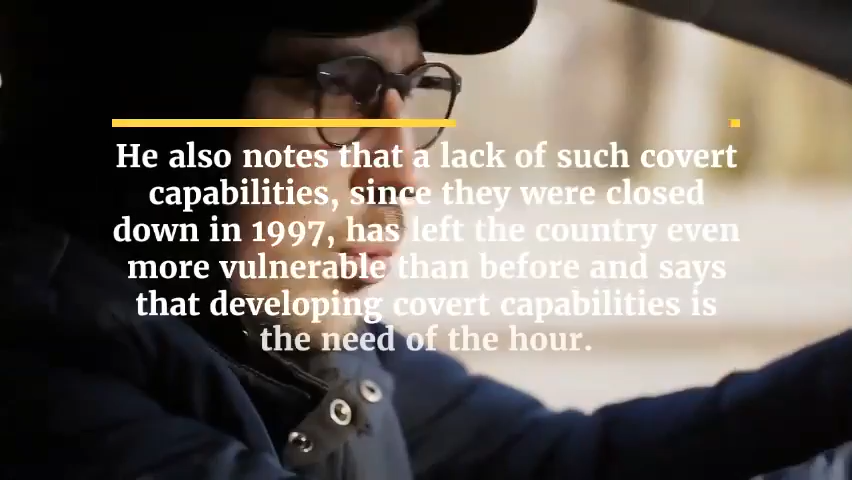 He also notes that a lack of such covert
capabilities, since they were closed
down in 1997, has left the country even
more vulnerable than before and says
that developing covert capabilities is
the need of the hour.